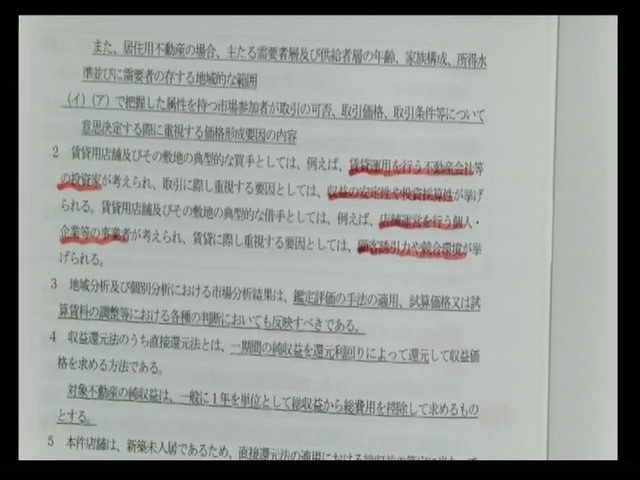 また、居住用不動産の場合、主たる需要者層及び供給者層の年齢、家族構成、所得水
準並びに需要者の存する地域的な範囲
(イ)(ア)で把握した属性を持つ市場参加者が取引の可否、取引価格、取引条件等について
意思決定する際に重視する価格形成要因の内容
2 賃貸用店舗及びその敷地の典型的な買手としては、例えば、賃貸運用を行う不動産会社等
の投資家が考えられ、取引に際し重視する要因としては、収益の安定性や投資採算性が挙げ
られる。賃貸用店舗及びその敷地の典型的な借手としては、例えば、店舗運営を行う個人・
企業等の事業者が考えられ、賃貸に際し重視する要因としては、顧客誘引力や競合環境が挙
げられる。
3 地域分析及び個別分析における市場分析結果は、鑑定評価の手法の適用、試算価格又は試
算賃料の調整等における各種の判断においても反映すべきである。
4 収益還元法のうち直接還元法とは、一期間の純収益を還元利回りによって還元して収益価
格を求める方法である。
対象不動産の純収益は、一般に1年を単位として総収益から総費用を控除して求めるもの
とする。
5 本件店舗は、新築未入居であるため、直接還元法の適用における